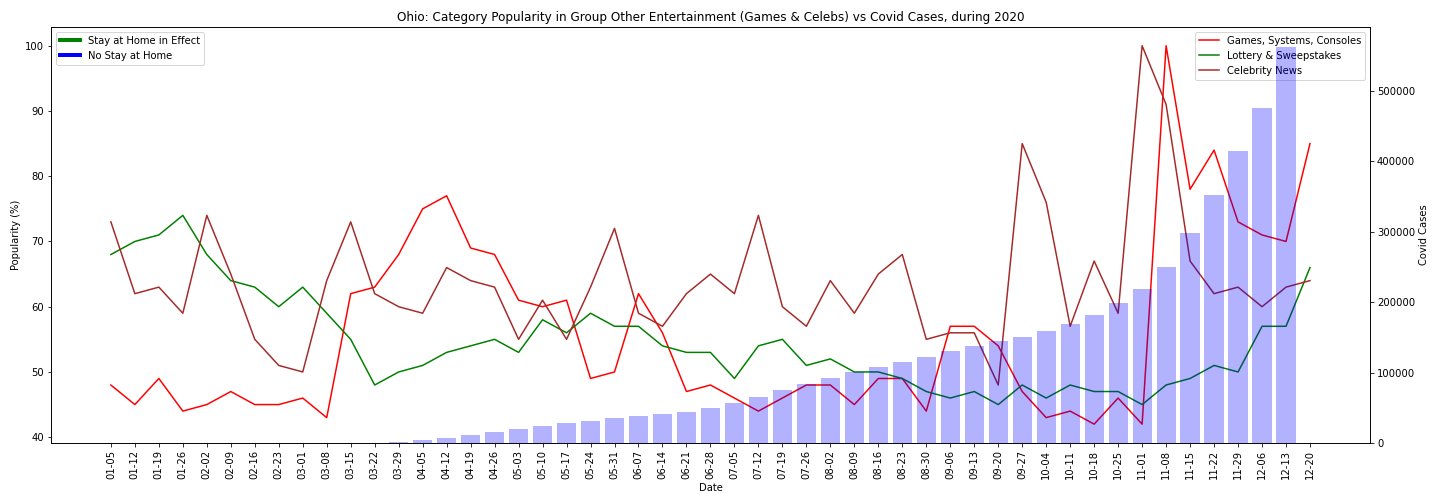 Ohio: Category Popularity in Group Other Entertainment (Games & Celebs) vs Covid Cases, during 2020
Stay at Home in Effect
No Stay at Home
Games, Systems, Consoles
Lottery & Sweepstakes
Celebrity News
Popularity (%)
100
90
80
70
60
50
40
Covid Cases
500000
400000
300000
200000
100000
0
01-05 01-12 01-19 01-26 02-02 02-09 02-16 02-23 03-01 03-08 03-15 03-22 03-29 04-05 04-12 04-19 04-26 05-03 05-10 05-17 05-24 05-31 06-07 06-14 06-21 06-28 07-05 07-12 07-19 07-26 08-02 08-09 08-16 08-23 08-30 09-06 09-13 09-20 09-27 10-04 10-11 10-18 10-25 11-01 11-08 11-15 11-22 11-29 12-06 12-13 12-20
Date